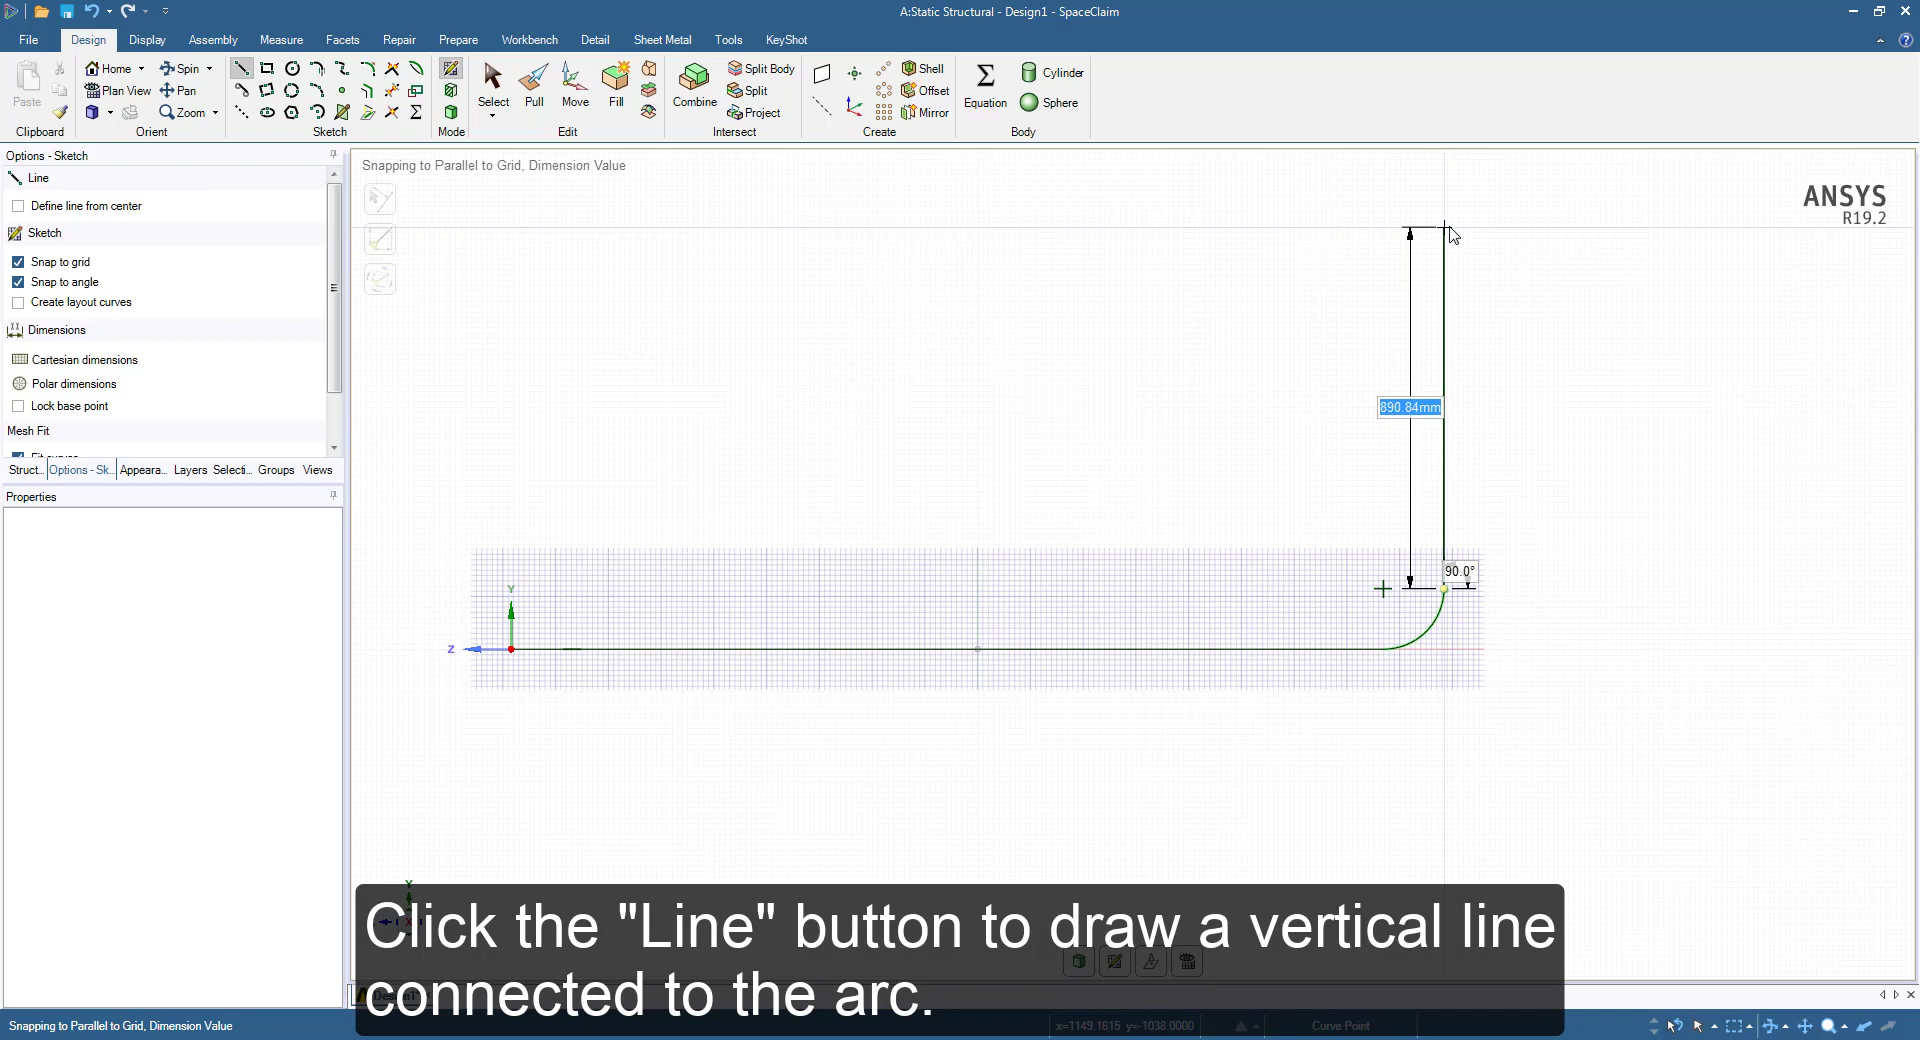 A:Static Structural - Design1 - SpaceClaim
File Design Display Assembly Measure Facets Repair Prepare Workbench Detail Sheet Metal Tools KeyShot
Paste
Clipboard
Home Spin
Plan View Pan
Zoom
Orient
Sketch
Mode
Select Pull Move Fill
Edit
Combine
Split Body
Split
Project
Intersect
Shell
Offset
Mirror
Create
Equation
Cylinder
Sphere
Body
Options - Sketch
Line
Define line from center
Sketch
Snap to grid
Snap to angle
Create layout curves
Dimensions
Cartesian dimensions
Polar dimensions
Lock base point
Mesh Fit
Struct... Options - Sk... Appeara... Layers Selecti... Groups Views
Properties
Snapping to Parallel to Grid, Dimension Value
ANSYS
R19.2
890.84mm
90.0°
Y
Z
Y
Click the "Line" button to draw a vertical line
connected to the arc.
Snapping to Parallel to Grid, Dimension Value
x=1149.1615 y=-1038.0000
Curve Point